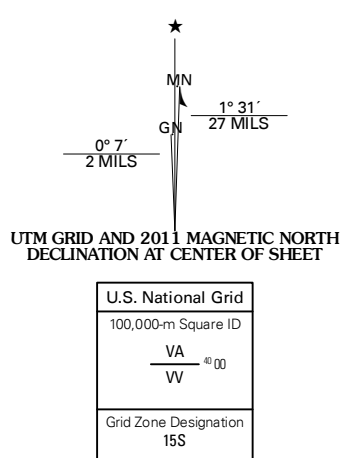 ★
MN
1° 31´
27 MILS
GN
0° 7´
2 MILS
UTM GRID AND 2011 MAGNETIC NORTH
DECLINATION AT CENTER OF SHEET
U.S. National Grid
100,000-m Square ID
VA
40 00
VV
Grid Zone Designation
15S